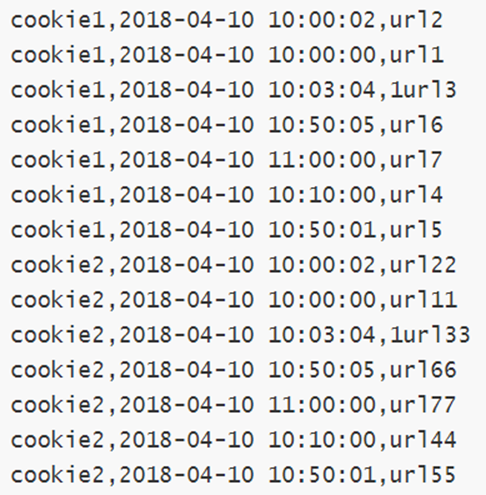 cookie1,2018-04-10 10:00:02,url2
cookie1,2018-04-10 10:00:00,url1
cookie1,2018-04-10 10:03:04,1url3
cookie1,2018-04-10 10:50:05,url6
cookie1,2018-04-10 11:00:00,url7
cookie1,2018-04-10 10:10:00,url4
cookie1,2018-04-10 10:50:01,url5
cookie2,2018-04-10 10:00:02,url22
cookie2,2018-04-10 10:00:00,url11
cookie2,2018-04-10 10:03:04,1url33
cookie2,2018-04-10 10:50:05,url66
cookie2,2018-04-10 11:00:00,url77
cookie2,2018-04-10 10:10:00,url44
cookie2,2018-04-10 10:50:01,url55